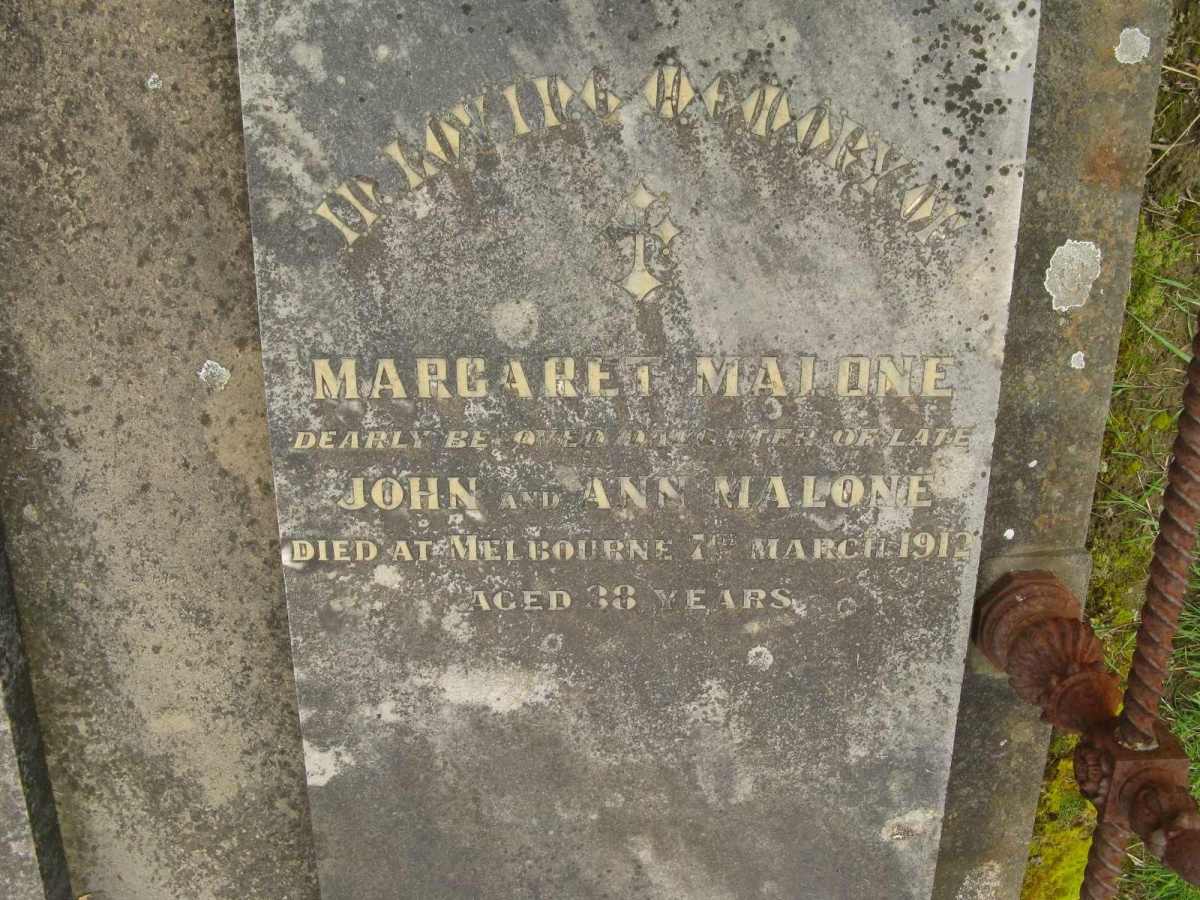 IN LOVING MEMORY OF
MARGARET MALONE
DEARLY BELOVED DAUGHTER OF LATE
JOHN AND ANN MALONE
DIED AT MELBOURNE 7TH MARCH 1912
AGED 38 YEARS